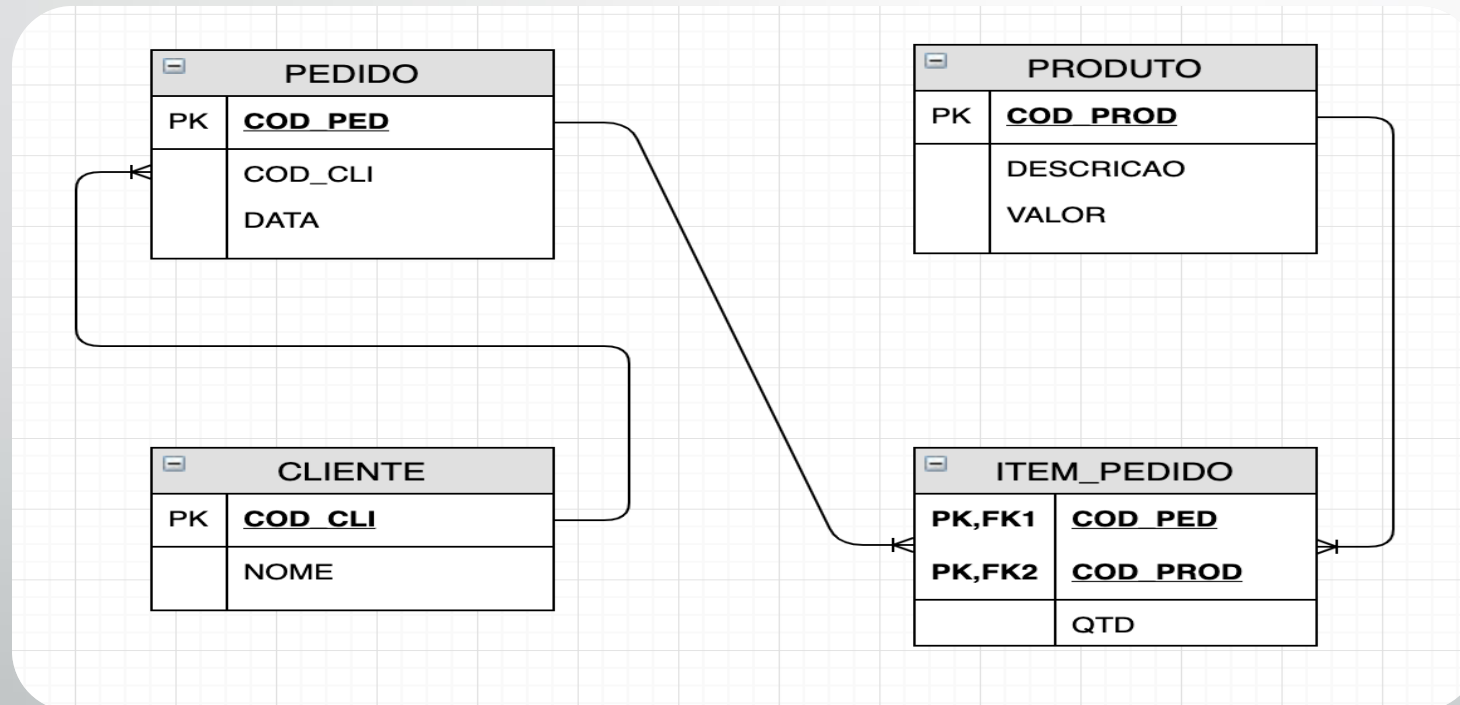 PEDIDO
PK COD_PED
COD_CLI
DATA
PRODUTO
PK COD_PROD
DESCRICAO
VALOR
CLIENTE
PK COD_CLI
NOME
ITEM_PEDIDO
PK,FK1 COD_PED
PK,FK2 COD_PROD
QTD